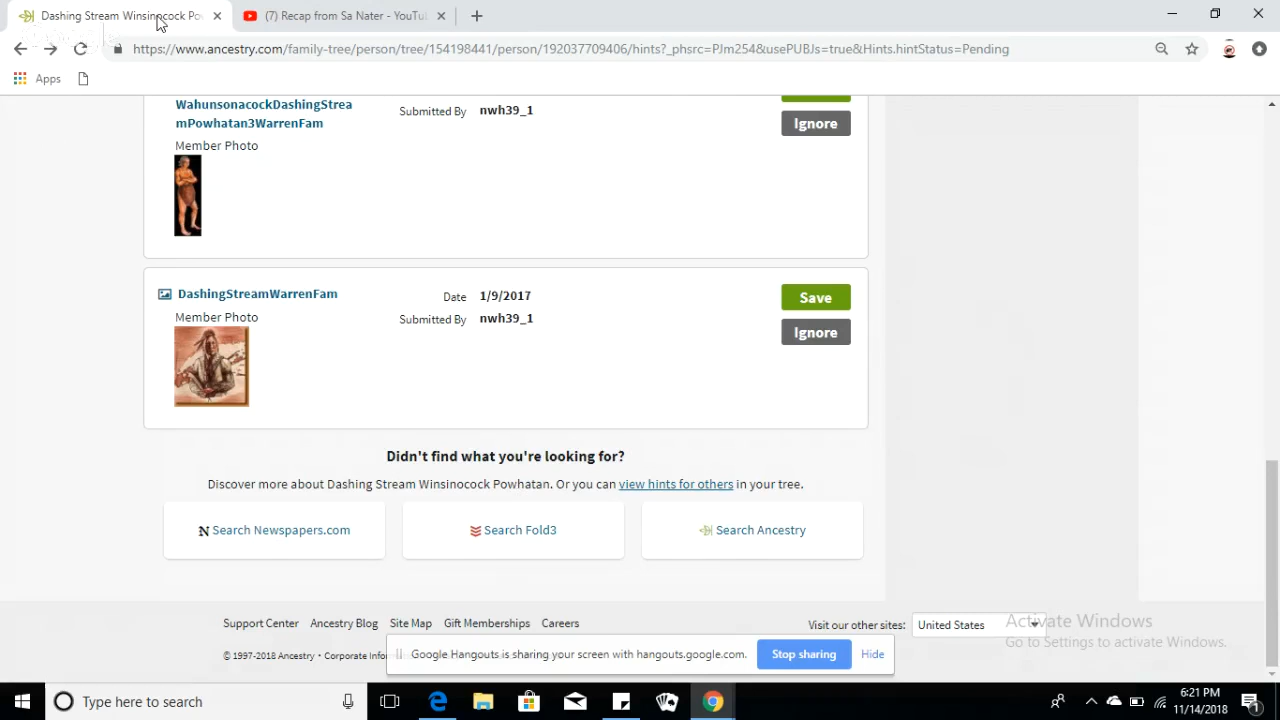 Dashing Stream Winsinocock Po
(7) Recap from Sa Nater - YouTu
https://www.ancestry.com/family-tree/person/tree/154198441/person/192037709406/hints?_phsrc=PJm254&usePUBJs=true&Hints.hintStatus=Pending
Apps
WahunsonacockDashingStrea
mPowhatan3WarrenFam
Submitted By nwh39_1
Ignore
Member Photo
DashingStreamWarrenFam
Date 1/9/2017
Save
Member Photo
Submitted By nwh39_1
Ignore
Didn't find what you're looking for?
Discover more about Dashing Stream Winsinocock Powhatan. Or you can view hints for others in your tree.
Search Newspapers.com
Search Fold3
Search Ancestry
Support Center Ancestry Blog Site Map Gift Memberships Careers
Visit our other sites: United States
Activate Windows
Go to Settings to activate Windows.
© 1997-2018 Ancestry • Corporate Info
Google Hangouts is sharing your screen with hangouts.google.com.
Stop sharing
Hide
Type here to search
6:21 PM
11/14/2018
1